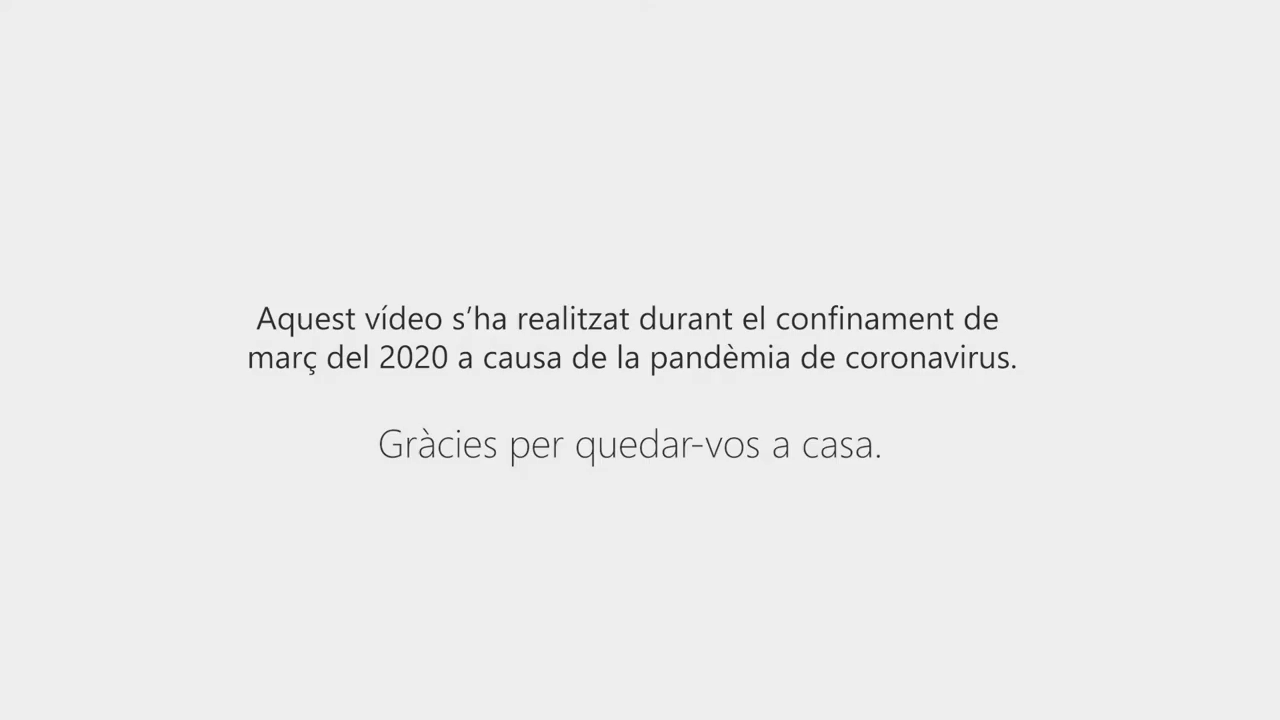 Aquest vídeo s’ha realitzat durant el confinament de
març del 2020 a causa de la pandèmia de coronavirus.
Gràcies per quedar-vos a casa.